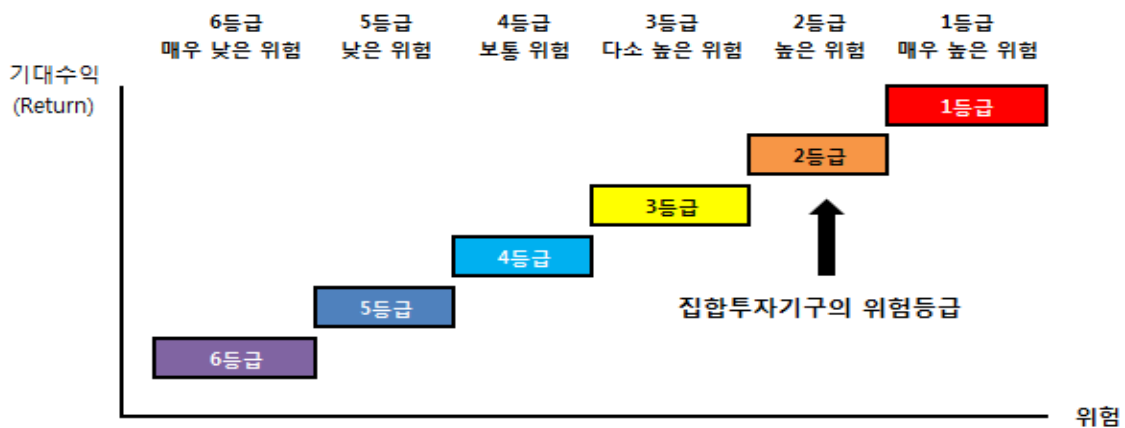 6등급 5등급 4등급 3등급 2등급 1등급
매우 낮은 위험 낮은 위험 보통 위험 다소 높은 위험 높은 위험 매우 높은 위험
기대수익
(Return)
1등급
2등급
3등급
4등급
5등급
집합투자기구의 위험등급
6등급
위험